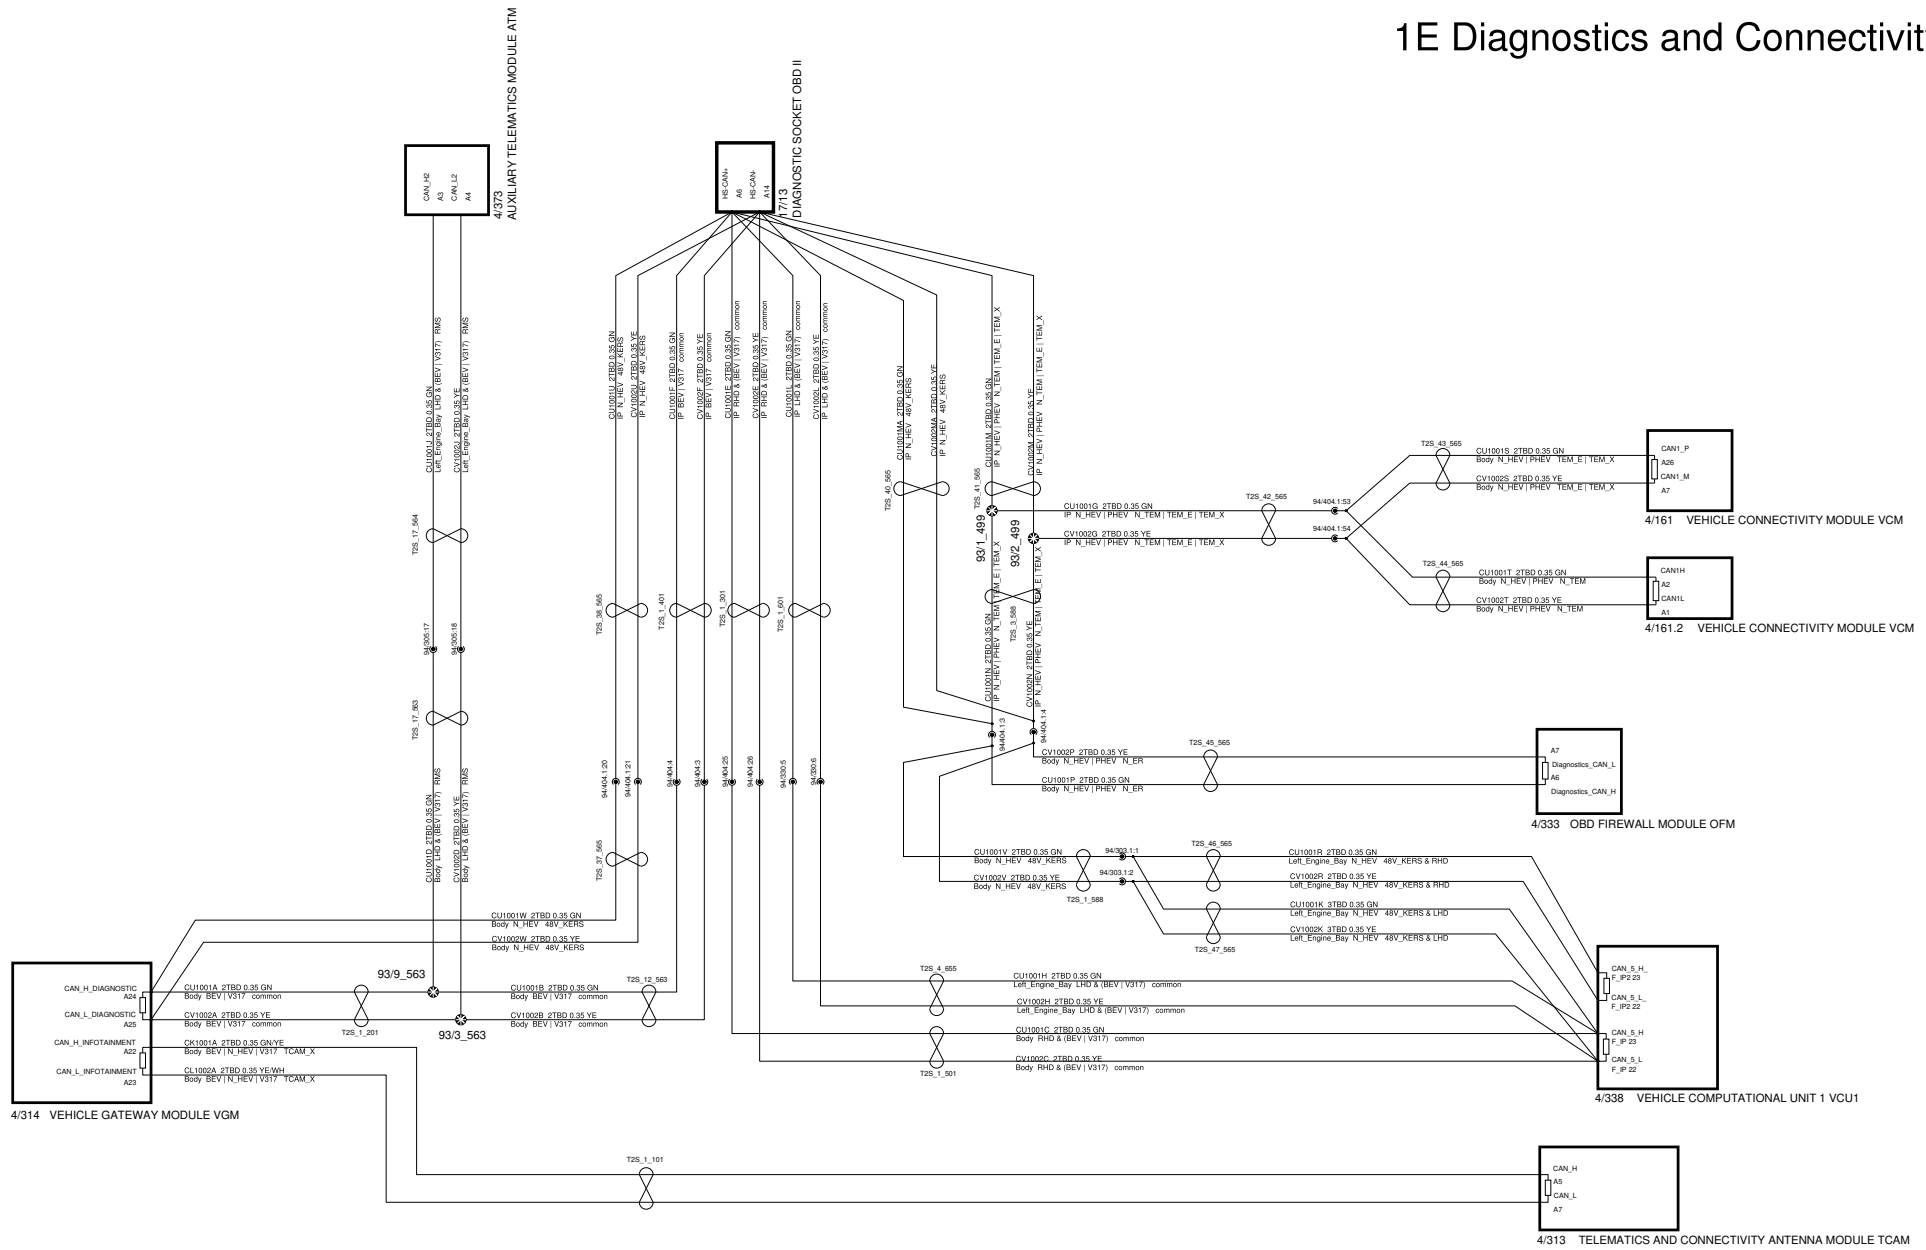 1E Diagnostics and Connectivit
CAN_H2
A3
CAN_L2
A4
4/373
AUXILIARY TELEMATICS MODULE ATM
HS-CAN+
A6
HS-CAN-
A14
17/13
DIAGNOSTIC SOCKET OBD II
CU1001J 2TBD 0.35 GN
Left_Engine_Bay LHD & (BEV | V317) RMS
CV1002J 2TBD 0.35 YE
Left_Engine_Bay LHD & (BEV | V317) RMS
T2S_17_564
94/305:17
94/305:18
T2S_17_563
CU1001D 2TBD 0.35 GN
Body LHD & (BEV | V317) RMS
CV1002D 2TBD 0.35 YE
Body LHD & (BEV | V317) RMS
CU1001U 2TBD 0.35 GN
IP N_HEV 48V_KERS
CV1002U 2TBD 0.35 YE
IP N_HEV 48V_KERS
CU1001F 2TBD 0.35 GN
IP BEV | V317 common
CV1002F 2TBD 0.35 YE
IP BEV | V317 common
CU1001E 2TBD 0.35 GN
IP RHD & (BEV | V317) common
CV1002E 2TBD 0.35 YE
IP RHD & (BEV | V317) common
CU1001L 2TBD 0.35 GN
IP LHD & (BEV | V317) common
CV1002L 2TBD 0.35 YE
IP LHD & (BEV | V317) common
CU1001MA 2TBD 0.35 GN
IP N_HEV 48V_KERS
CV1002MA 2TBD 0.35 YE
IP N_HEV 48V_KERS
CU1001M 2TBD 0.35 GN
IP N_HEV | PHEV N_TEM | TEM_E | TEM_X
CV1002M 2TBD 0.35 YE
IP N_HEV | PHEV N_TEM | TEM_E | TEM_X
T2S_38_565
T2S_1_401
T2S_1_301
T2S_1_601
T2S_40_565
T2S_41_565
93/1_499
93/2_499
CU1001G 2TBD 0.35 GN
IP N_HEV | PHEV N_TEM | TEM_E | TEM_X
CV1002G 2TBD 0.35 YE
IP N_HEV | PHEV N_TEM | TEM_E | TEM_X
T2S_42_565
94/404.1:53
94/404.1:54
T2S_43_565
CU1001S 2TBD 0.35 GN
Body N_HEV | PHEV TEM_E | TEM_X
CV1002S 2TBD 0.35 YE
Body N_HEV | PHEV TEM_E | TEM_X
CAN1_P
A26
CAN1_M
A7
4/161 VEHICLE CONNECTIVITY MODULE VCM
T2S_44_565
CU1001T 2TBD 0.35 GN
Body N_HEV | PHEV N_TEM
CV1002T 2TBD 0.35 YE
Body N_HEV | PHEV N_TEM
CAN1H
A2
CAN1L
A1
4/161.2 VEHICLE CONNECTIVITY MODULE VCM
CU1001N 2TBD 0.35 GN
IP N_HEV | PHEV N_TEM | TEM_E | TEM_X
T2S_3_588
CV1002N 2TBD 0.35 YE
IP N_HEV | PHEV N_TEM | TEM_E | TEM_X
94/404.1:3
94/404.1:4
94/404.1:20
94/404.1:21
94/404:4
94/404:3
94/404:25
94/404:26
94/330:5
94/330:6
T2S_37_565
CV1002P 2TBD 0.35 YE
Body N_HEV | PHEV N_ER
CU1001P 2TBD 0.35 GN
Body N_HEV | PHEV N_ER
T2S_45_565
A7
Diagnostics_CAN_L
A6
Diagnostics_CAN_H
4/333 OBD FIREWALL MODULE OFM
CU1001V 2TBD 0.35 GN
Body N_HEV 48V_KERS
CV1002V 2TBD 0.35 YE
Body N_HEV 48V_KERS
T2S_1_588
94/303.1:1
94/303.1:2
T2S_46_565
CU1001R 2TBD 0.35 GN
Left_Engine_Bay N_HEV 48V_KERS & RHD
CV1002R 2TBD 0.35 YE
Left_Engine_Bay N_HEV 48V_KERS & RHD
CU1001K 3TBD 0.35 GN
Left_Engine_Bay N_HEV 48V_KERS & LHD
CV1002K 3TBD 0.35 YE
Left_Engine_Bay N_HEV 48V_KERS & LHD
T2S_47_565
CU1001W 2TBD 0.35 GN
Body N_HEV 48V_KERS
CV1002W 2TBD 0.35 YE
Body N_HEV 48V_KERS
CAN_H_DIAGNOSTIC
A24
CAN_L_DIAGNOSTIC
A25
CAN_H_INFOTAINMENT
A22
CAN_L_INFOTAINMENT
A23
4/314 VEHICLE GATEWAY MODULE VGM
CU1001A 2TBD 0.35 GN
Body BEV | V317 common
CV1002A 2TBD 0.35 YE
Body BEV | V317 common
T2S_1_201
CK1001A 2TBD 0.35 GN/YE
Body BEV | N_HEV | V317 TCAM_X
CL1002A 2TBD 0.35 YE/WH
Body BEV | N_HEV | V317 TCAM_X
93/9_563
93/3_563
CU1001B 2TBD 0.35 GN
Body BEV | V317 common
CV1002B 2TBD 0.35 YE
Body BEV | V317 common
T2S_12_563
T2S_4_655
CU1001H 2TBD 0.35 GN
Left_Engine_Bay LHD & (BEV | V317) common
CV1002H 2TBD 0.35 YE
Left_Engine_Bay LHD & (BEV | V317) common
CU1001C 2TBD 0.35 GN
Body RHD & (BEV | V317) common
CV1002C 2TBD 0.35 YE
Body RHD & (BEV | V317) common
T2S_1_501
CAN_5_H_
F_IP2 23
CAN_5_L_
F_IP2 22
CAN_5_H
F_IP 23
CAN_5_L
F_IP 22
4/338 VEHICLE COMPUTATIONAL UNIT 1 VCU1
T2S_1_101
CAN_H
A5
CAN_L
A7
4/313 TELEMATICS AND CONNECTIVITY ANTENNA MODULE TCAM